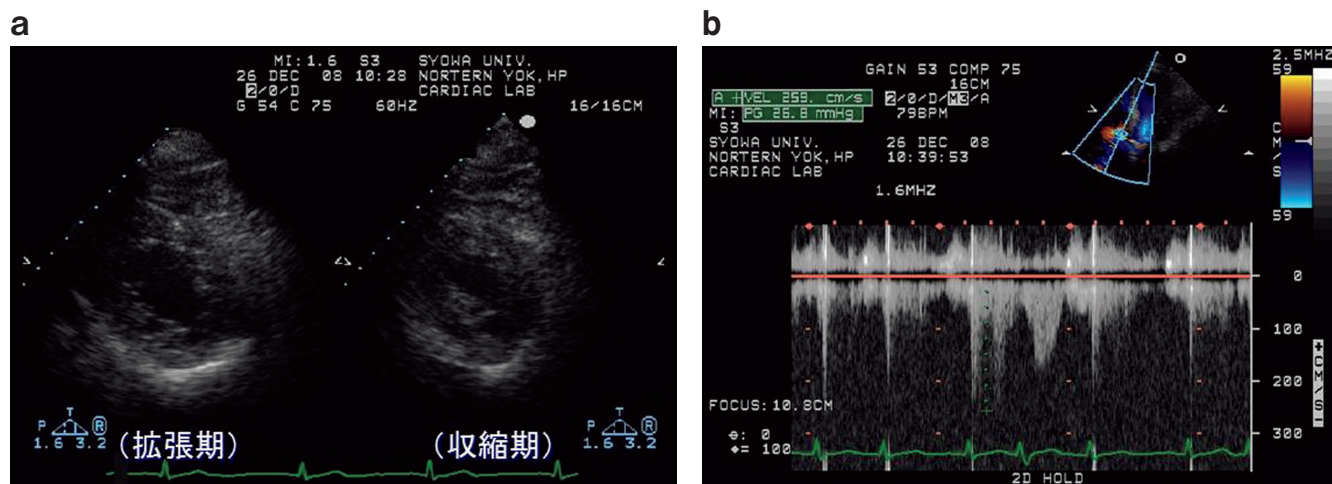 a
MI:1.6 S3 SYOWA UNIV.
26 DEC 08 10:28 NORTERN YOK,HP
2/0/D CARDIAC LAB
G 54 C 75 60HZ 16/16CM
P T R
1.6 3.2
(拡張期)
(収縮期)
P T R
1.6 3.2
b
2.5MHZ
GAIN 53 COMP 75
59
16CM
A +VEL 259. cm/s 2/0/D/M3/A
MI: PG 26.8 mmHg 79BPM
S3
SYOWA UNIV. 26 DEC 08
NORTERN YOK,HP 10:39:53
CARDIAC LAB
CM/S
1.6MHZ
59
0
100
200
300
FOCUS:10.8CM
⊖: 0
◆= 100
2D HOLD